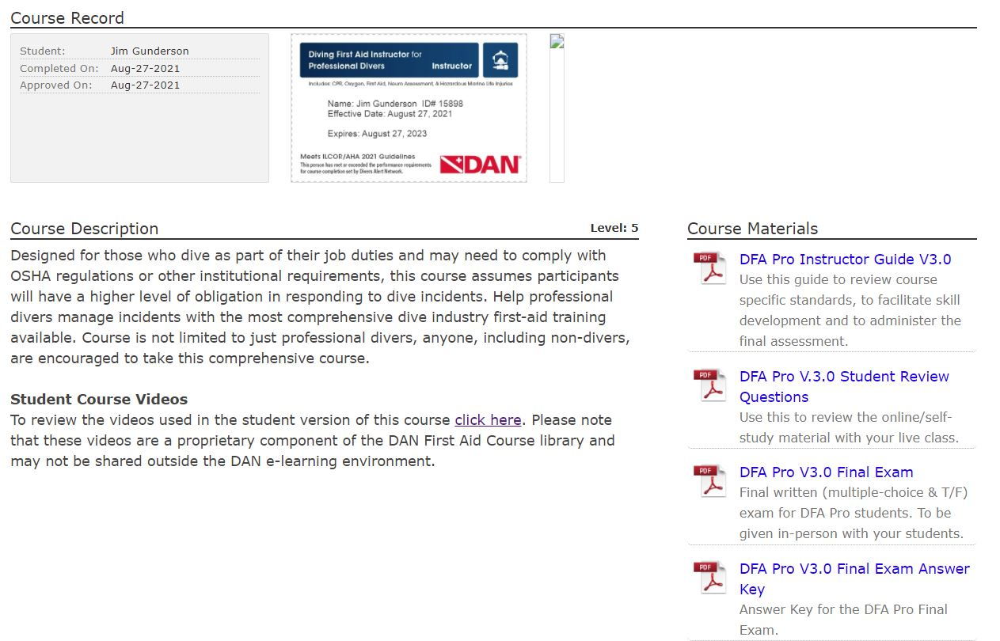 Course Record
Student: Jim Gunderson
Completed On: Aug-27-2021
Approved On: Aug-27-2021
Diving First Aid Instructor for
Professional Divers Instructor
Includes: CPR, Oxygen, First Aid, Neuro Assessment, & Hazardous Marine Life Injuries
Name: Jim Gunderson ID# 15898
Effective Date: August 27, 2021
Expires: August 27, 2023
Meets ILCOR/AHA 2021 Guidelines
This person has met or exceeded the performance requirements
for course completion set by Divers Alert Network.
DAN
Course Description Level: 5
Designed for those who dive as part of their job duties and may need to comply with
OSHA regulations or other institutional requirements, this course assumes participants
will have a higher level of obligation in responding to dive incidents. Help professional
divers manage incidents with the most comprehensive dive industry first-aid training
available. Course is not limited to just professional divers, anyone, including non-divers,
are encouraged to take this comprehensive course.
Student Course Videos
To review the videos used in the student version of this course click here. Please note
that these videos are a proprietary component of the DAN First Aid Course library and
may not be shared outside the DAN e-learning environment.
Course Materials
PDF
DFA Pro Instructor Guide V3.0
Use this guide to review course
specific standards, to facilitate skill
development and to administer the
final assessment.
PDF
DFA Pro V.3.0 Student Review
Questions
Use this to review the online/self-
study material with your live class.
PDF
DFA Pro V3.0 Final Exam
Final written (multiple-choice & T/F)
exam for DFA Pro students. To be
given in-person with your students.
PDF
DFA Pro V3.0 Final Exam Answer
Key
Answer Key for the DFA Pro Final
Exam.